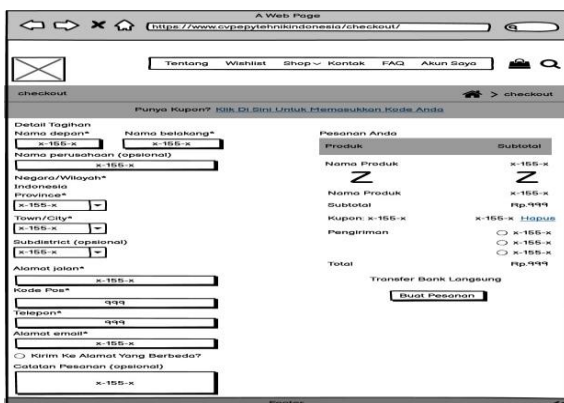 A Web Page
https://www.cvpepytehnikindonesia/checkout/
Tentang Wishlist Shop Kontak FAQ Akun Saya
checkout > checkout
Punya Kupon? Klik Di Sini Untuk Memasukkan Kode Anda
Detail Tagihan
Nama depan* Nama belakang*
x-155-x x-155-x
Nama perusahaan (opsional)
x-155-x
Negara/Wilayah*
Indonesia
Province*
x-155-x
Town/City*
x-155-x
Subdistrict (opsional)
x-155-x
Alamat jalan*
x-155-x
Kode Pos*
999
Telepon*
999
Alamat email*
x-155-x
Kirim Ke Alamat Yang Berbeda?
Catatan Pesanan (opsional)
x-155-x
Pesanan Anda
Produk Subtotal
Nama Produk x-155-x
Z Z
Nama Produk x-155-x
Subtotal Rp.999
Kupon: x-155-x x-155-x Hapus
Pengiriman x-155-x
x-155-x
x-155-x
Total Rp.999
Transfer Bank Langsung
Buat Pesanan
Footer